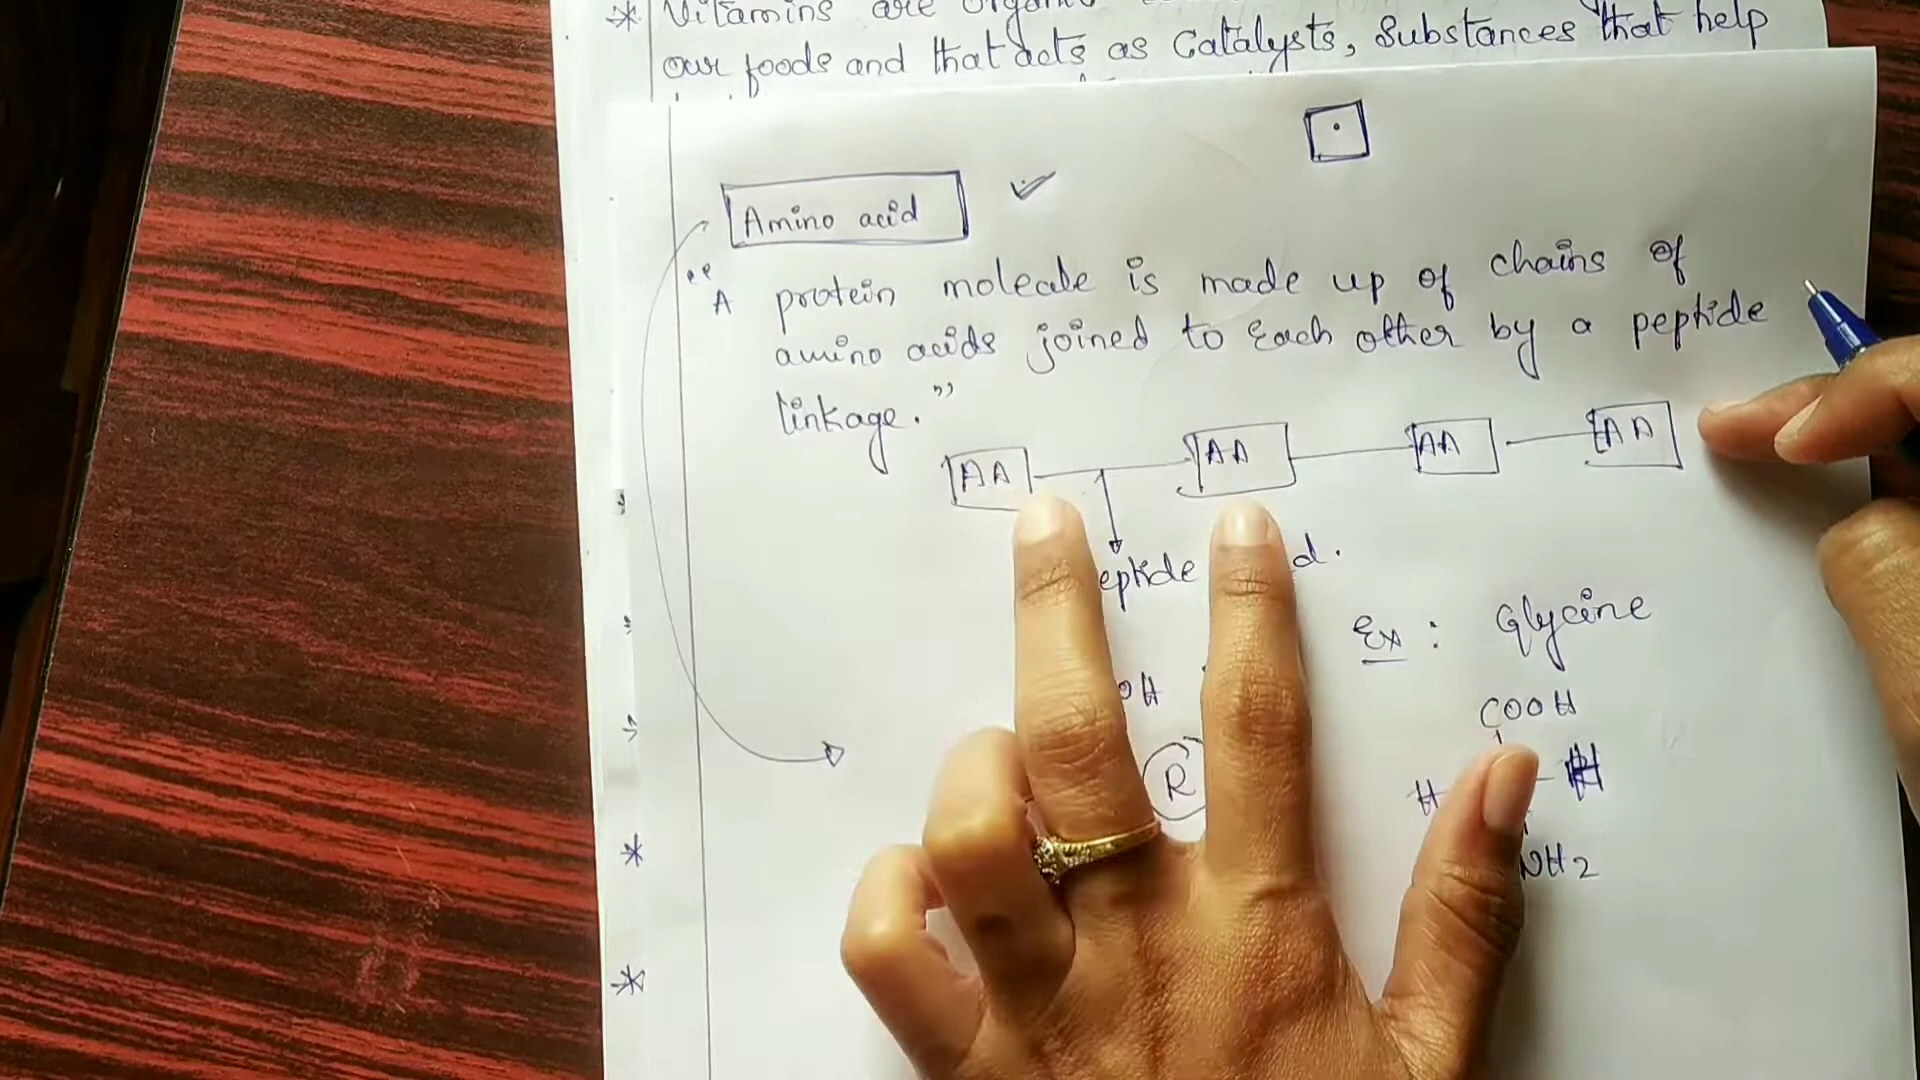 * Vitamins are
our foods and that acts as Catalysts, Substances that help
Amino acid ✓
"A protein molecule is made up of chains of
amino acids joined to each other by a peptide
linkage."
AA AA AA AA
eptide d.
Ex : Glycine
OH COOH
R H H
NH2
*
*